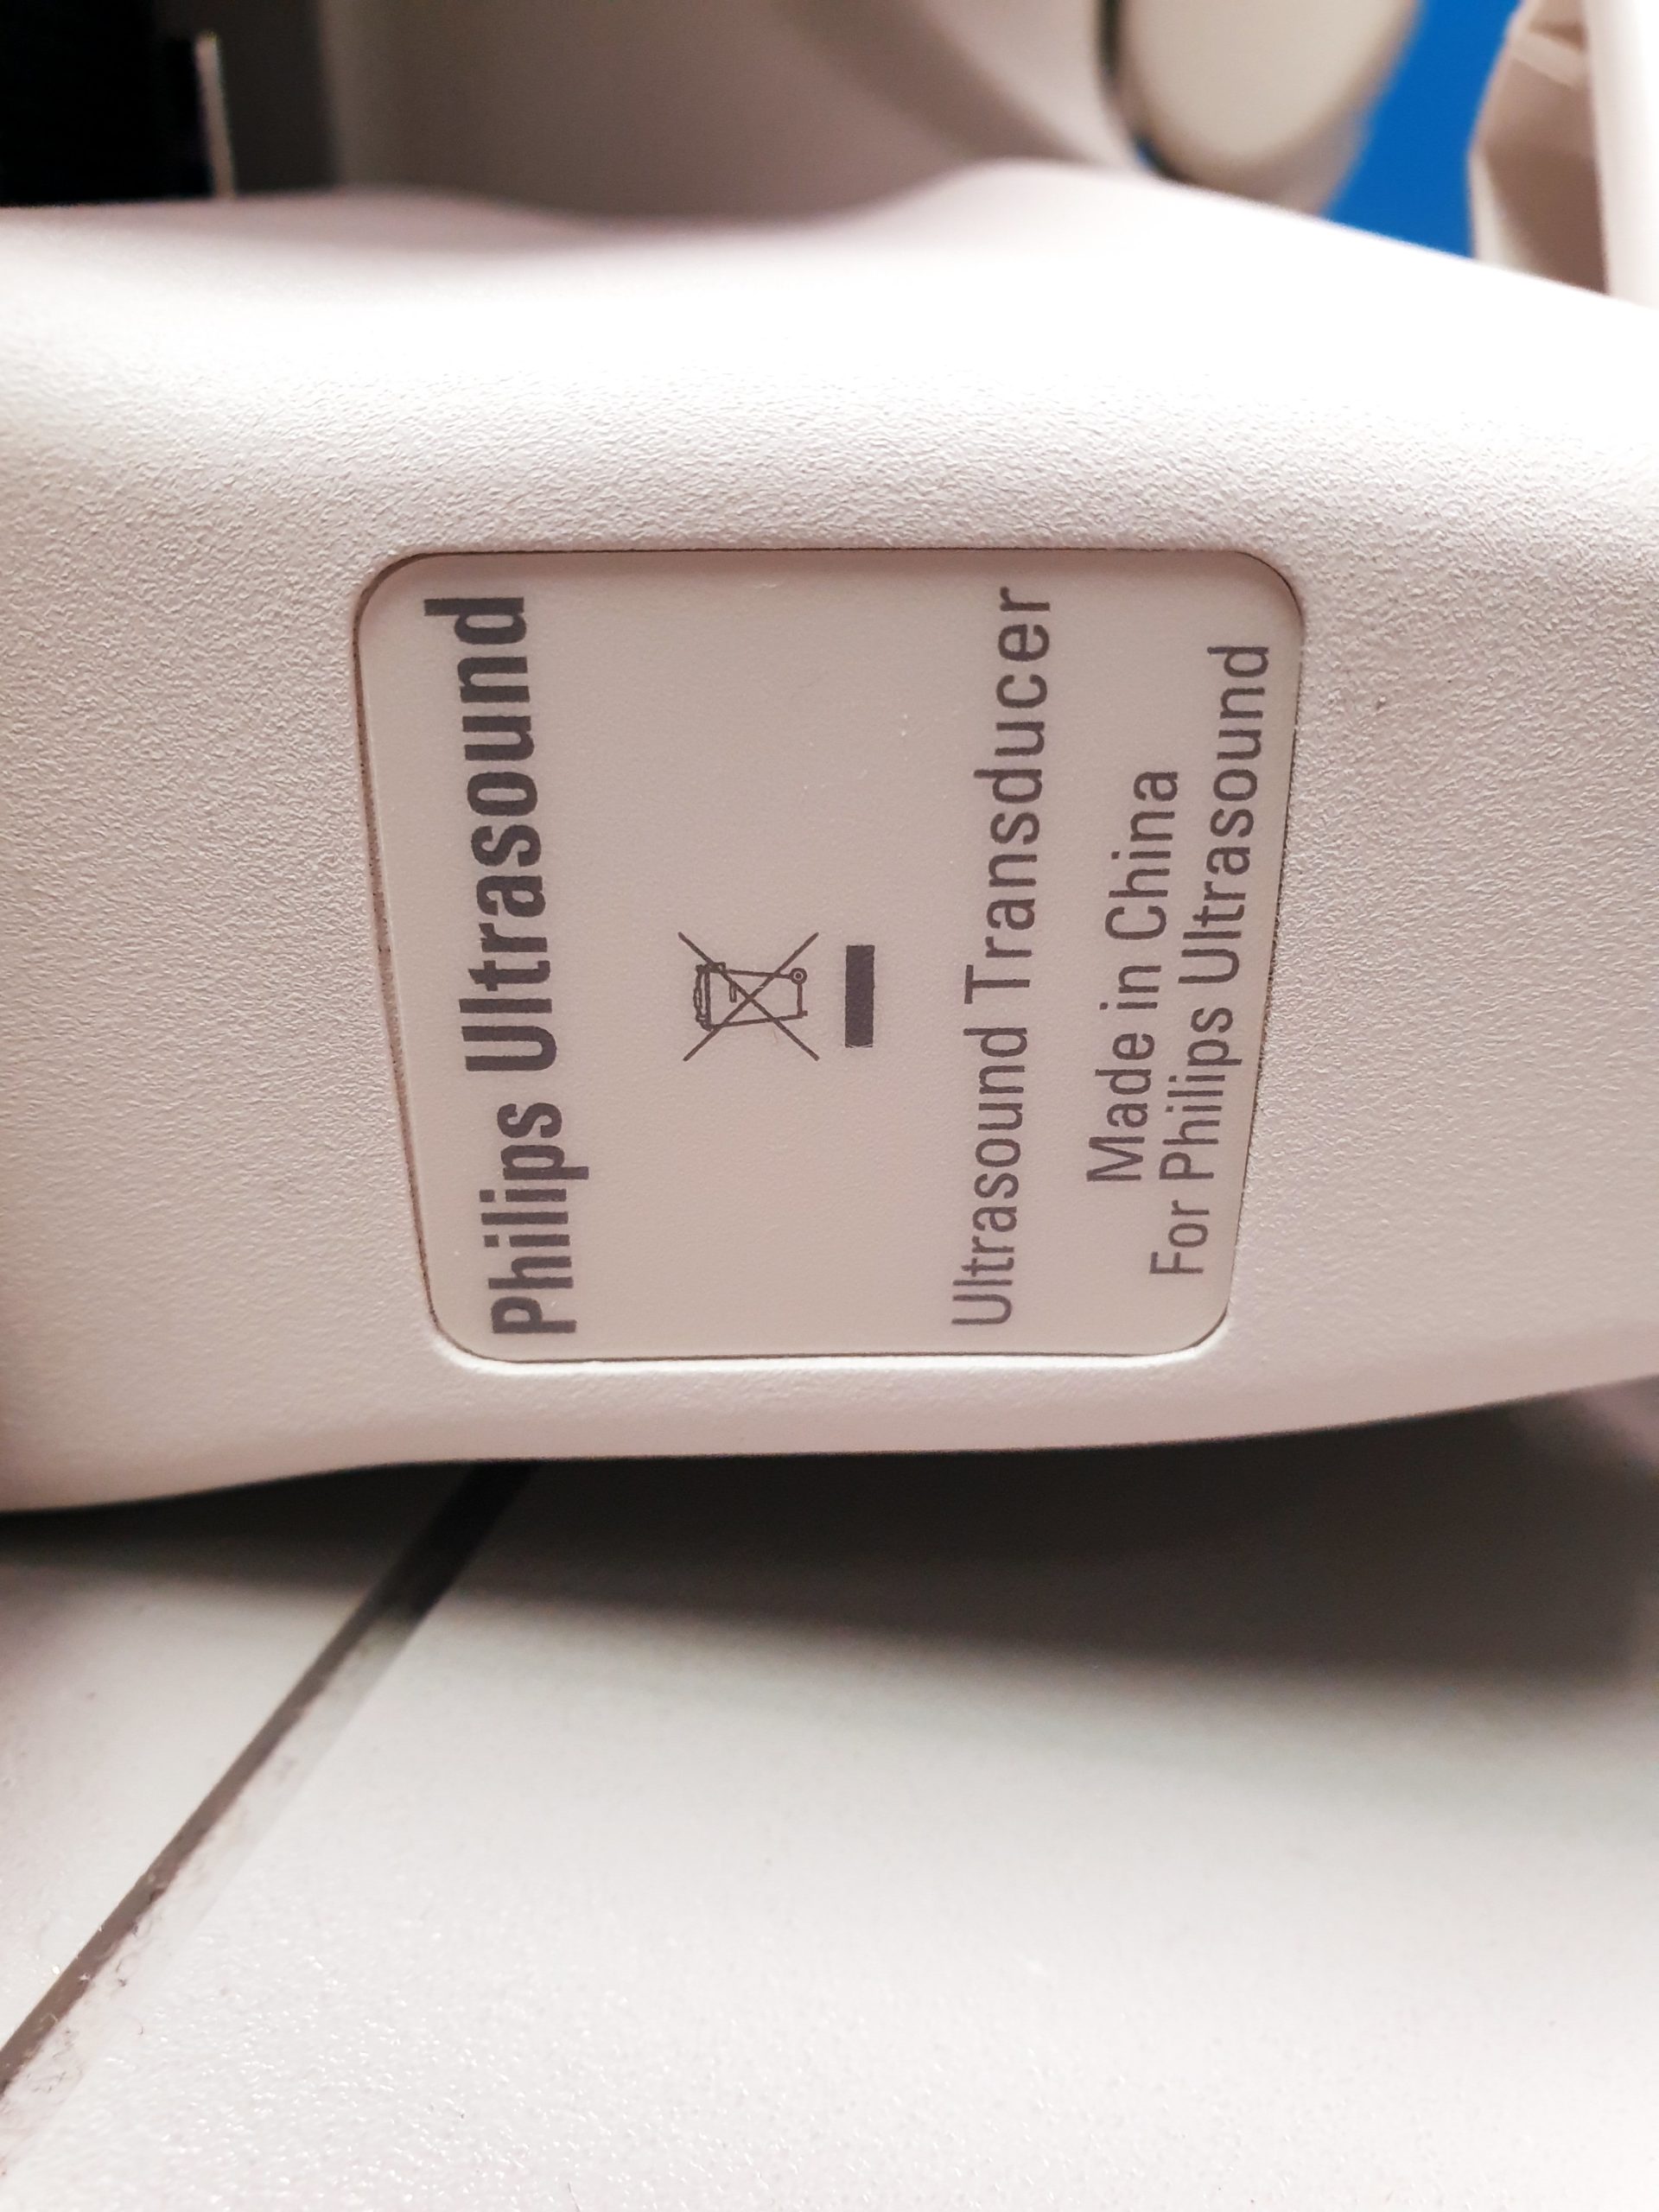 Philips Ultrasound
Ultrasound Transducer
Made in China
For Philips Ultrasound